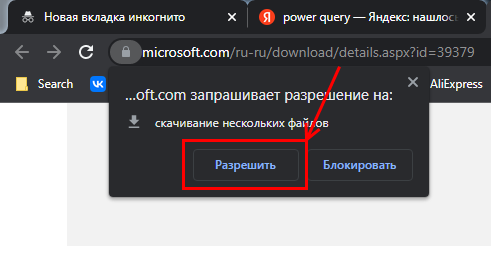 Новая вкладка инкогнито
Я power query — Яндекс: нашлось
microsoft.com/ru-ru/download/details.aspx?id=39379
Search
AliExpress
...oft.com запрашивает разрешение на:
скачивание нескольких файлов
Разрешить
Блокировать